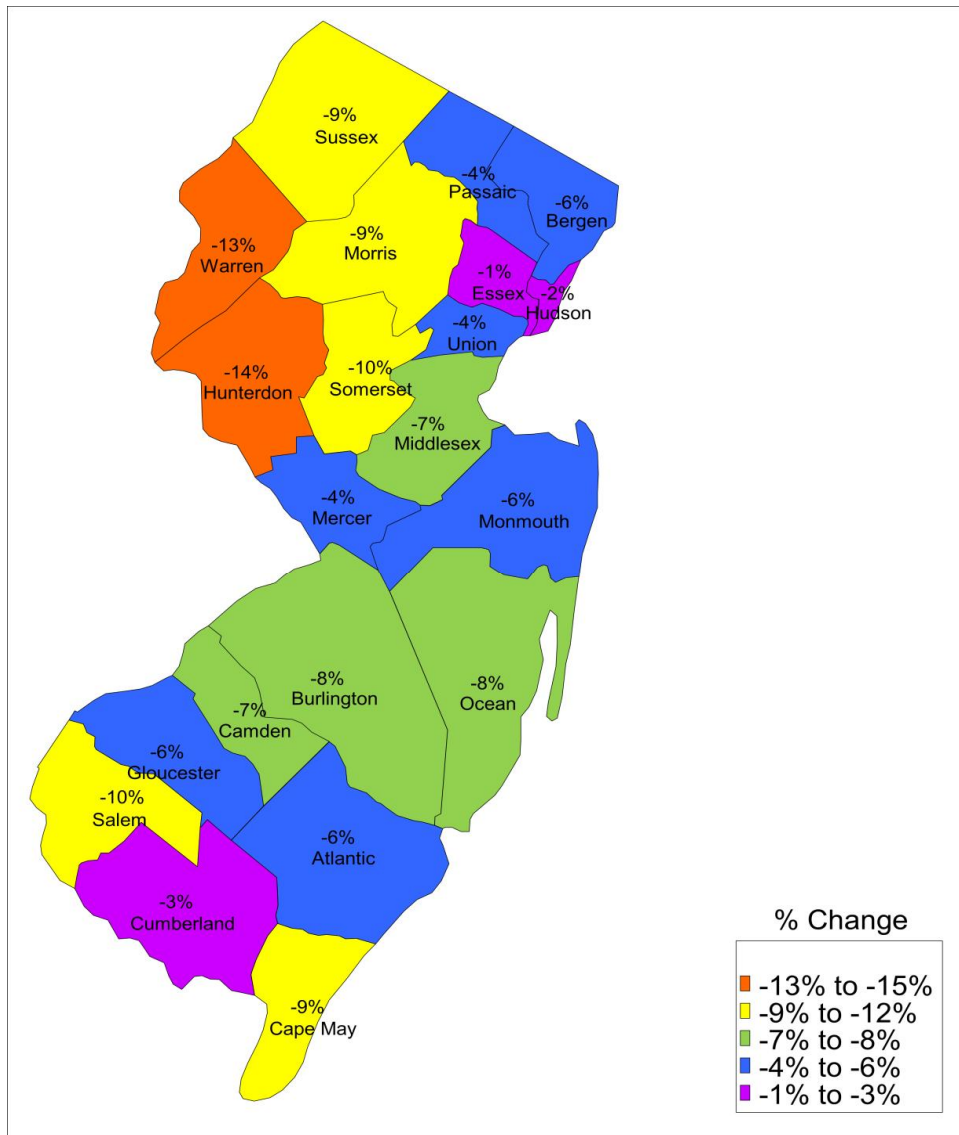 -9%
Sussex
-4%
Passaic
-6%
Bergen
-9%
Morris
-13%
Warren
-1%
Essex
-2%
Hudson
-4%
Union
-14%
Hunterdon
-10%
Somerset
-7%
Middlesex
-4%
Mercer
-6%
Monmouth
-8%
Burlington
-8%
Ocean
-7%
Camden
-6%
Gloucester
-10%
Salem
-6%
Atlantic
-3%
Cumberland
-9%
Cape May
% Change
-13% to -15%
-9% to -12%
-7% to -8%
-4% to -6%
-1% to -3%